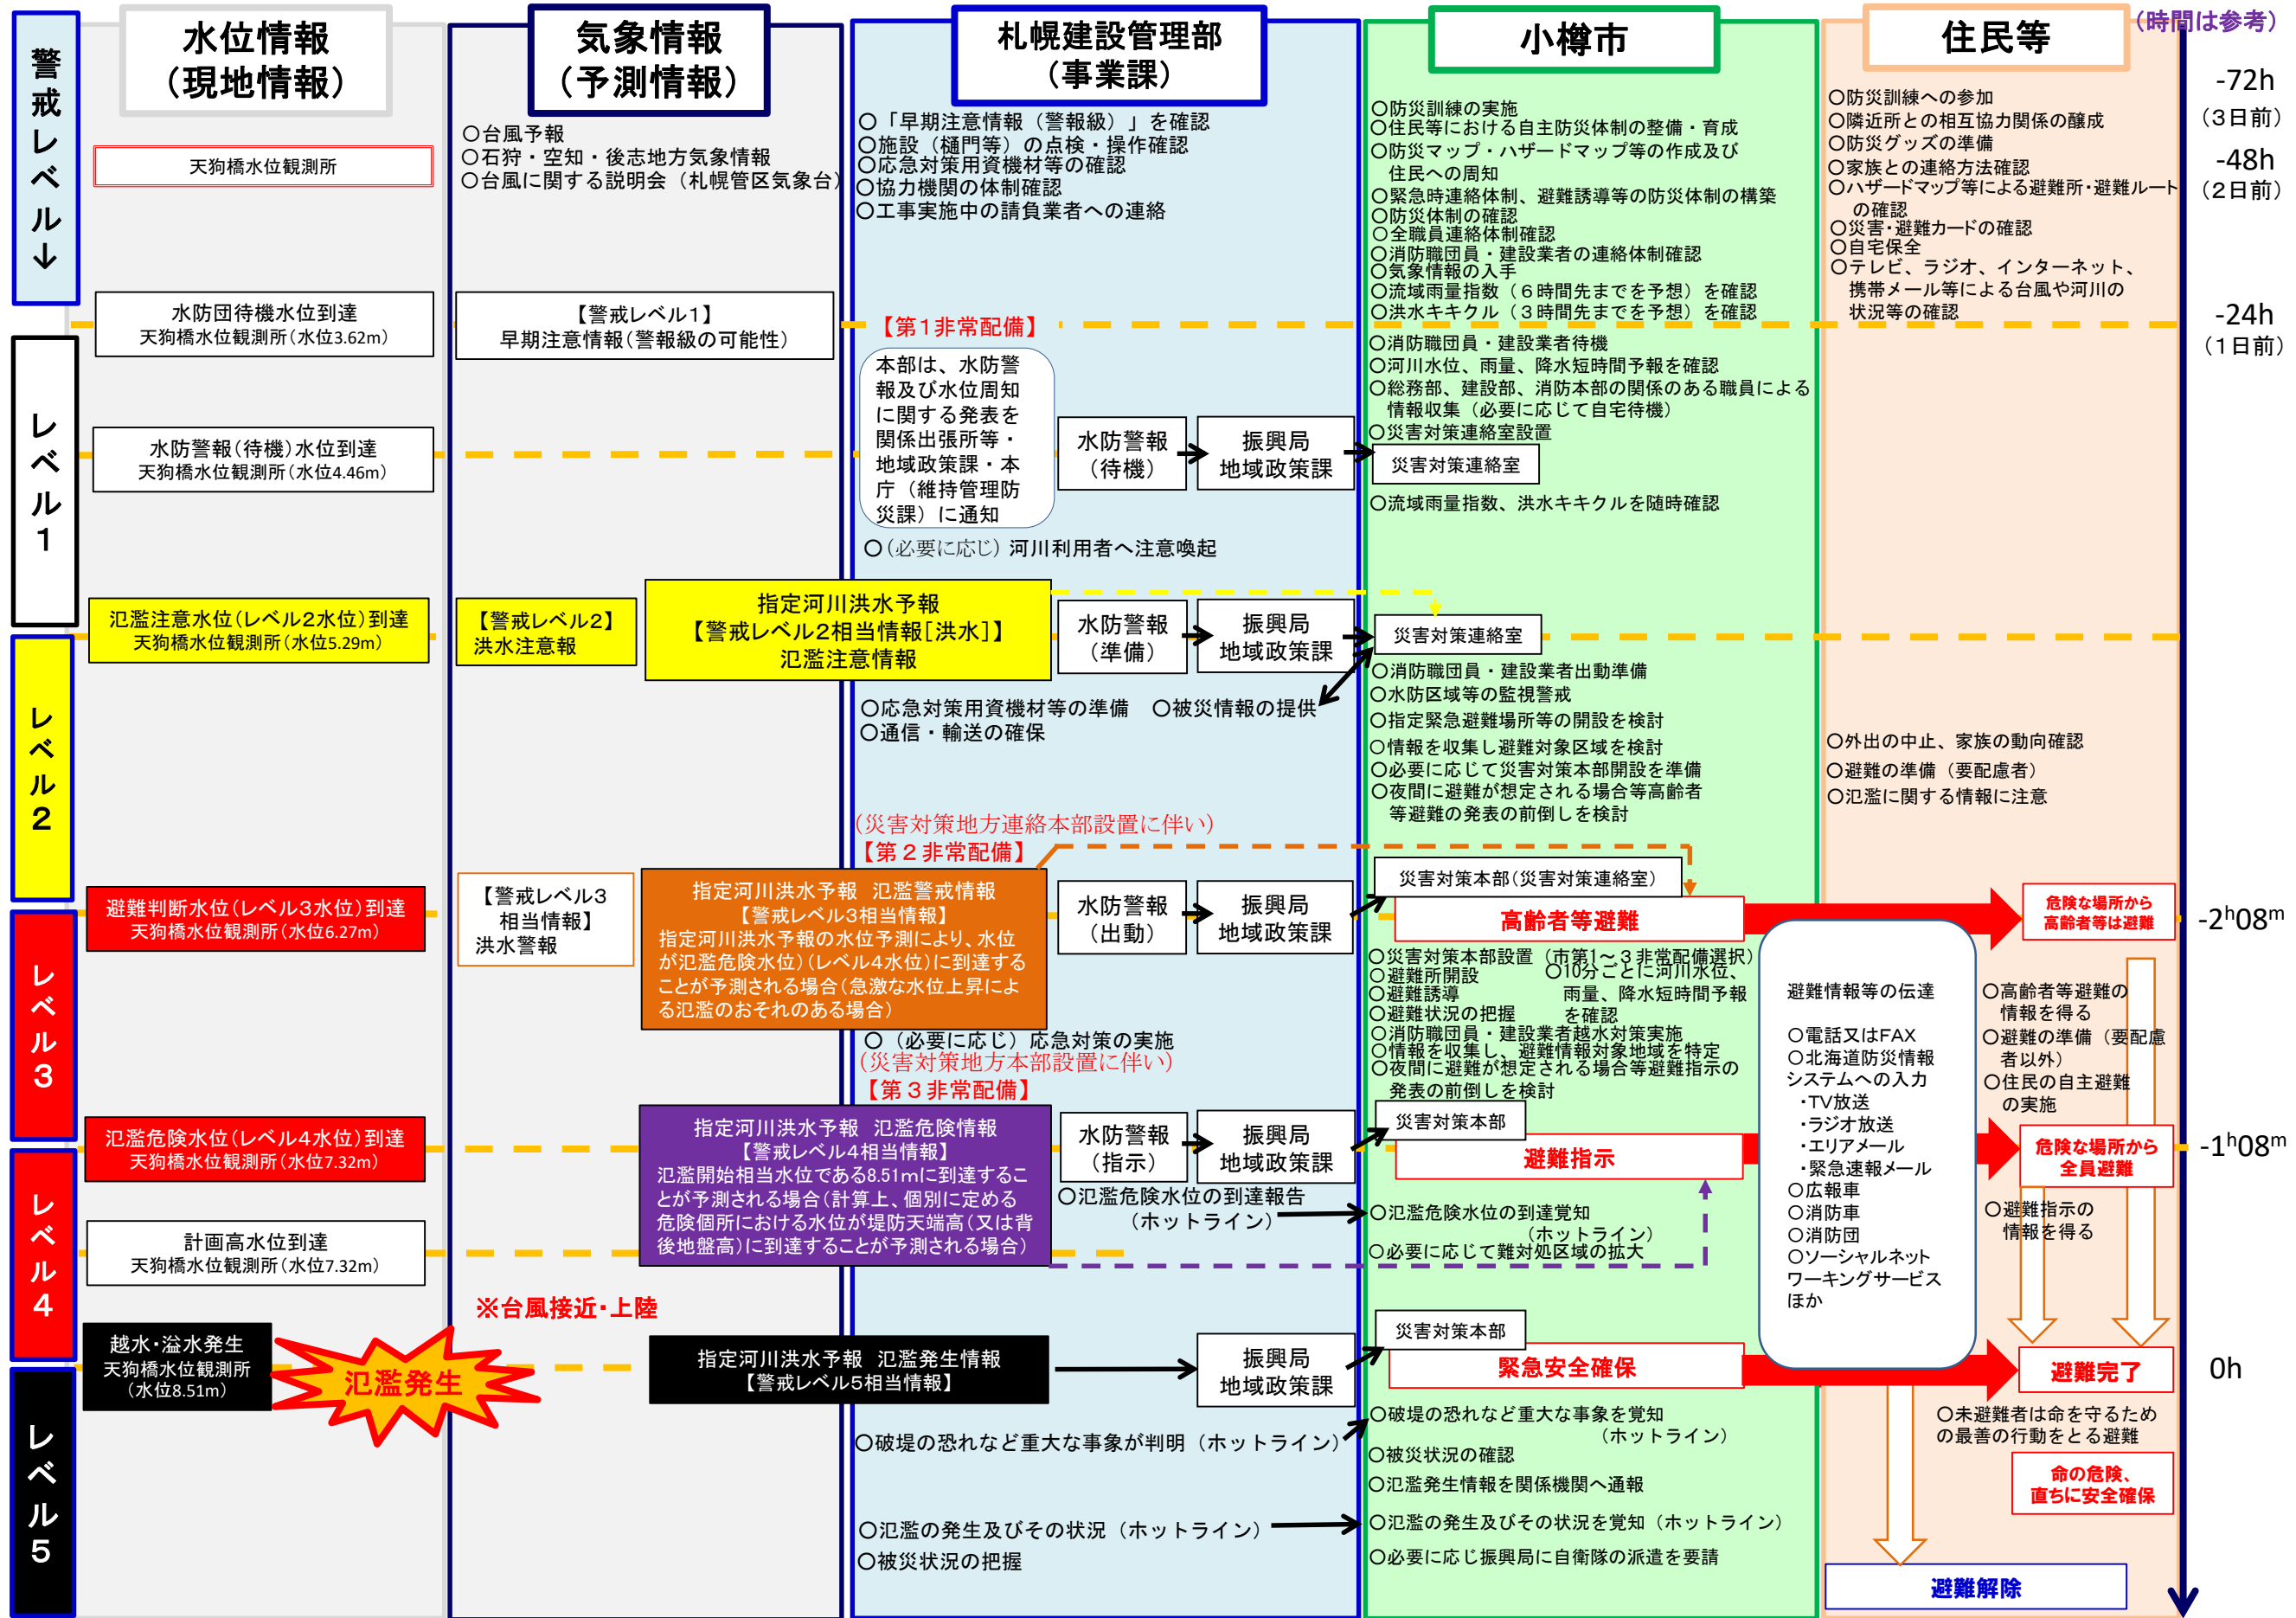 警戒レベル↓
水位情報
（現地情報）
気象情報
（予測情報）
札幌建設管理部
（事業課）
小樽市
住民等
（時間は参考）
-72h
（３日前）
-48h
（２日前）
-24h
（１日前）
-2h08m
-1h08m
0h
レベル１
レベル２
レベル３
レベル４
レベル５
天狗橋水位観測所
水防団待機水位到達
天狗橋水位観測所（水位3.62m）
水防警報（待機）水位到達
天狗橋水位観測所（水位4.46m）
氾濫注意水位（レベル２水位）到達
天狗橋水位観測所（水位5.29m）
避難判断水位（レベル３水位）到達
天狗橋水位観測所（水位6.27m）
氾濫危険水位（レベル４水位）到達
天狗橋水位観測所（水位7.32m）
計画高水位到達
天狗橋水位観測所（水位7.32m）
越水・溢水発生
天狗橋水位観測所
（水位8.51m）
氾濫発生
○台風予報
○石狩・空知・後志地方気象情報
○台風に関する説明会（札幌管区気象台）
【警戒レベル１】
早期注意情報（警報級の可能性）
【警戒レベル２】
洪水注意報
指定河川洪水予報
【警戒レベル２相当情報［洪水］】
氾濫注意情報
【警戒レベル３
相当情報】
洪水警報
指定河川洪水予報　氾濫警戒情報
【警戒レベル３相当情報】
指定河川洪水予報の水位予測により、水位
が氾濫危険水位）（レベル４水位）に到達する
ことが予測される場合（急激な水位上昇によ
る氾濫のおそれのある場合）
指定河川洪水予報　氾濫危険情報
【警戒レベル４相当情報】
氾濫開始相当水位である8.51mに到達するこ
とが予測される場合（計算上、個別に定める
危険個所における水位が堤防天端高（又は背
後地盤高）に到達することが予測される場合）
※台風接近・上陸
指定河川洪水予報　氾濫発生情報
【警戒レベル５相当情報】
○「早期注意情報（警報級）」を確認
○施設（樋門等）の点検・操作確認
○応急対策用資機材等の確認
○協力機関の体制確認
○工事実施中の請負業者への連絡
【第１非常配備】
本部は、水防警
報及び水位周知
に関する発表を
関係出張所等・
地域政策課・本
庁（維持管理防
災課）に通知
水防警報
（待機）
振興局
地域政策課
○（必要に応じ）河川利用者へ注意喚起
水防警報
（準備）
振興局
地域政策課
○応急対策用資機材等の準備　○被災情報の提供
○通信・輸送の確保
（災害対策地方連絡本部設置に伴い）
【第２非常配備】
水防警報
（出動）
振興局
地域政策課
○（必要に応じ）応急対策の実施
（災害対策地方本部設置に伴い）
【第３非常配備】
水防警報
（指示）
振興局
地域政策課
○氾濫危険水位の到達報告
（ホットライン）
振興局
地域政策課
○破堤の恐れなど重大な事象が判明（ホットライン）
○氾濫の発生及びその状況（ホットライン）
○被災状況の把握
○防災訓練の実施
○住民等における自主防災体制の整備・育成
○防災マップ・ハザードマップ等の作成及び
住民への周知
○緊急時連絡体制、避難誘導等の防災体制の構築
○防災体制の確認
○全職員連絡体制確認
○消防職団員・建設業者の連絡体制確認
○気象情報の入手
○流域雨量指数（６時間先までを予想）を確認
○洪水キキクル（３時間先までを予想）を確認
○消防職団員・建設業者待機
○河川水位、雨量、降水短時間予報を確認
○総務部、建設部、消防本部の関係のある職員による
情報収集（必要に応じて自宅待機）
○災害対策連絡室設置
災害対策連絡室
○流域雨量指数、洪水キキクルを随時確認
災害対策連絡室
○消防職団員・建設業者出動準備
○水防区域等の監視警戒
○指定緊急避難場所等の開設を検討
○情報を収集し避難対象区域を検討
○必要に応じて災害対策本部開設を準備
○夜間に避難が想定される場合等高齢者
等避難の発表の前倒しを検討
災害対策本部（災害対策連絡室）
高齢者等避難
○災害対策本部設置（市第１～３非常配備選択）
○避難所開設
○避難誘導
○避難状況の把握
○10分ごとに河川水位、
雨量、降水短時間予報
を確認
○消防職団員・建設業者越水対策実施
○情報を収集し、避難情報対象地域を特定
○夜間に避難が想定される場合等避難指示の
発表の前倒しを検討
災害対策本部
避難指示
○氾濫危険水位の到達覚知
（ホットライン）
○必要に応じて難対処区域の拡大
災害対策本部
緊急安全確保
○破堤の恐れなど重大な事象を覚知
（ホットライン）
○被災状況の確認
○氾濫発生情報を関係機関へ通報
○氾濫の発生及びその状況を覚知（ホットライン）
○必要に応じ振興局に自衛隊の派遣を要請
○防災訓練への参加
○隣近所との相互協力関係の醸成
○防災グッズの準備
○家族との連絡方法確認
○ハザードマップ等による避難所・避難ルート
の確認
○災害・避難カードの確認
○自宅保全
○テレビ、ラジオ、インターネット、
携帯メール等による台風や河川の
状況等の確認
○外出の中止、家族の動向確認
○避難の準備（要配慮者）
○氾濫に関する情報に注意
危険な場所から
高齢者等は避難
避難情報等の伝達
○電話又はFAX
○北海道防災情報
システムへの入力
・TV放送
・ラジオ放送
・エリアメール
・緊急速報メール
○広報車
○消防車
○消防団
○ソーシャルネット
ワーキングサービス
ほか
○高齢者等避難の
情報を得る
○避難の準備（要配慮
者以外）
○住民の自主避難
の実施
危険な場所から
全員避難
○避難指示の
情報を得る
避難完了
○未避難者は命を守るため
の最善の行動をとる避難
命の危険、
直ちに安全確保
避難解除